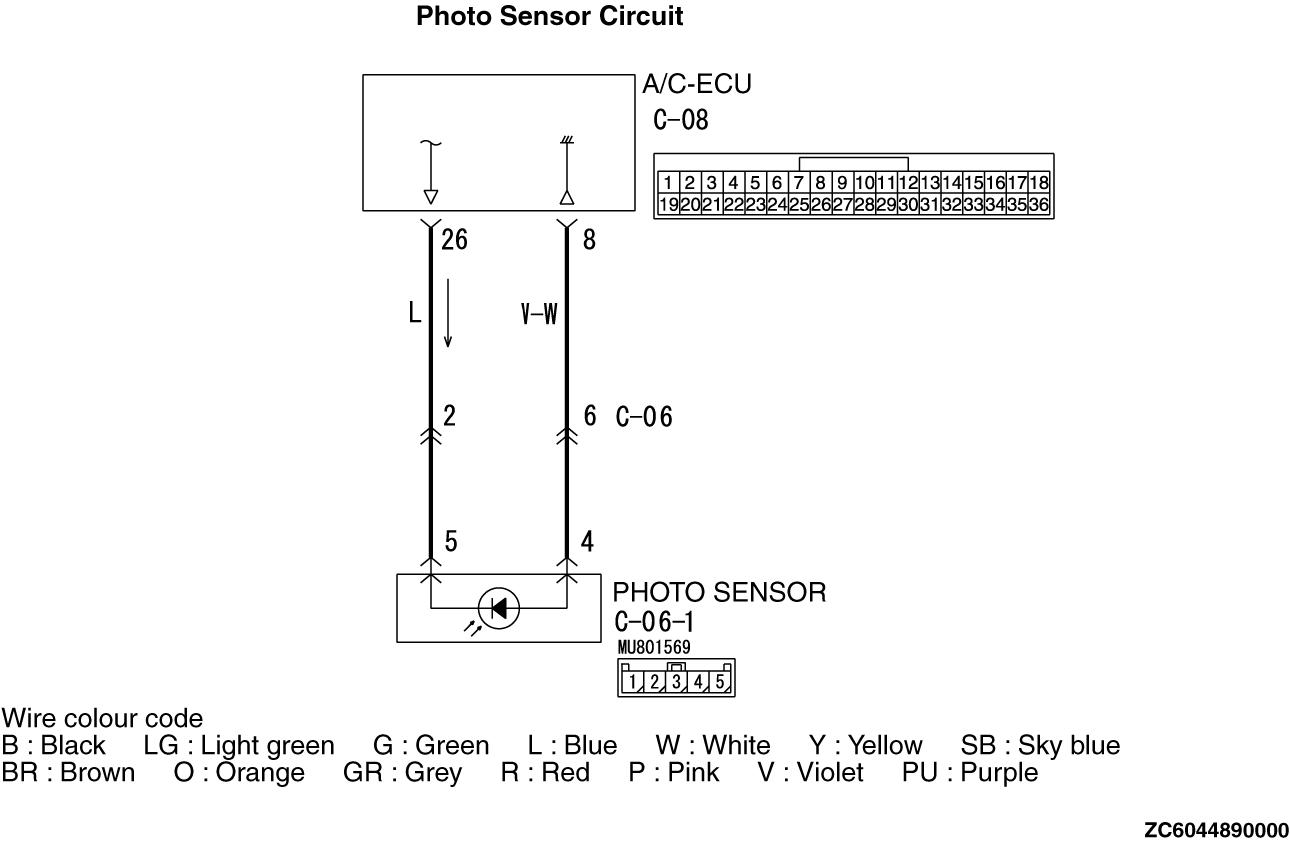 Photo Sensor Circuit
A/C-ECU
C-08
1 2 3 4 5 6 7 8 9 10 11 12 13 14 15 16 17 18
19 20 21 22 23 24 25 26 27 28 29 30 31 32 33 34 35 36
26 8
L V-W
2 6 C-06
5 4
PHOTO SENSOR
C-06-1
MU801569
1 2 3 4 5
Wire colour code
B : Black LG : Light green G : Green L : Blue W : White Y : Yellow SB : Sky blue
BR : Brown O : Orange GR : Grey R : Red P : Pink V : Violet PU : Purple
ZC6044890000